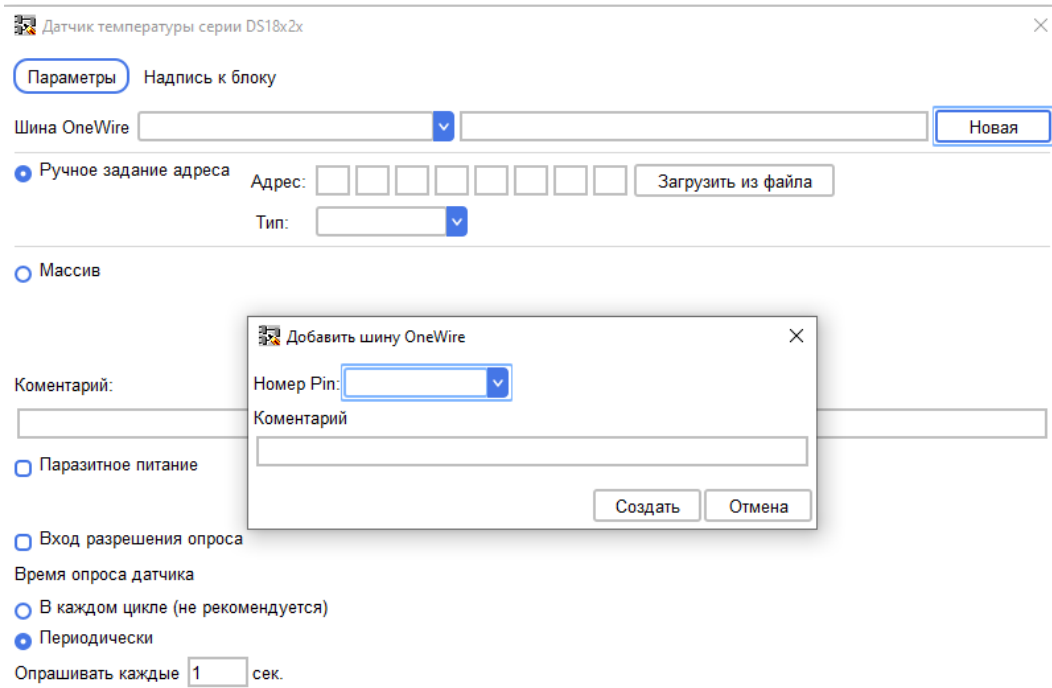 Датчик температуры серии DS18x2x
Параметры Надпись к блоку
Шина OneWire Новая
Ручное задание адреса
Адрес: Загрузить из файла
Тип:
Массив
Добавить шину OneWire
Номер Pin:
Коментарий
Создать Отмена
Коментарий:
Паразитное питание
Вход разрешения опроса
Время опроса датчика
В каждом цикле (не рекомендуется)
Периодически
Опрашивать каждые 1 сек.